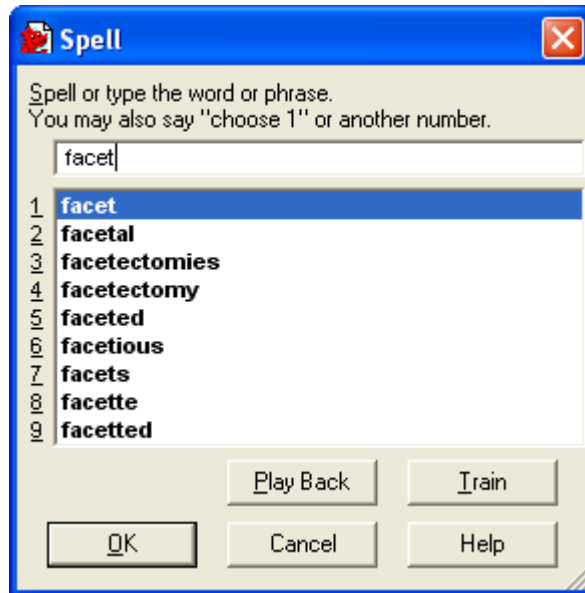 Spell
Spell or type the word or phrase.
You may also say "choose 1" or another number.
facet
1 facet
2 facetal
3 facetectomies
4 facetectomy
5 faceted
6 facetious
7 facets
8 facette
9 facetted
Play Back Train
OK Cancel Help